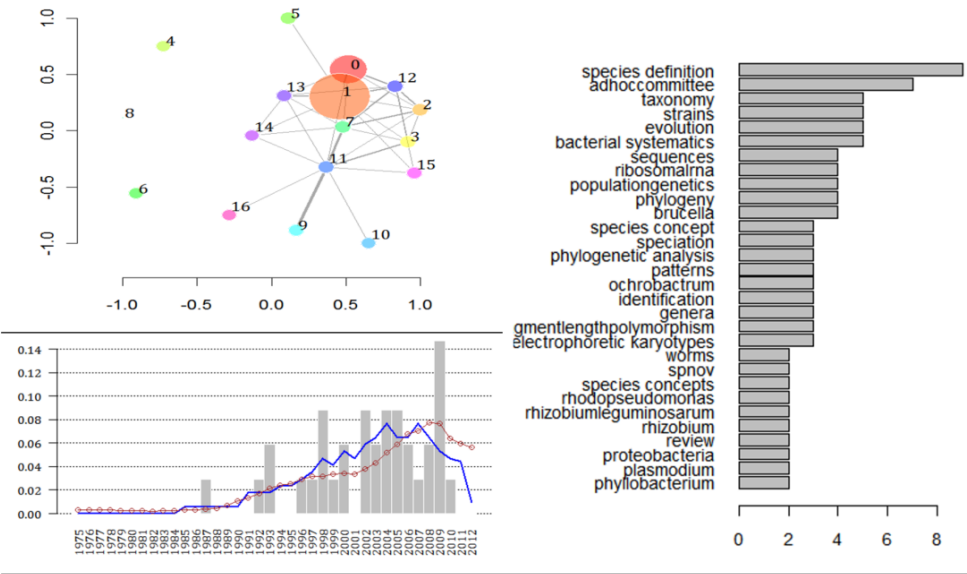 1.0
0.5
0.0
-0.5
-1.0
5
4
0
12
13
1
2
8
7
14
3
11
15
6
16
9
10
-1.0 -0.5 0.0 0.5 1.0
0.14
0.12
0.10
0.08
0.06
0.04
0.02
0.00
1975 1976 1977 1978 1979 1980 1981 1982 1983 1984 1985 1986 1987 1988 1989 1990 1991 1992 1993 1994 1995 1996 1997 1998 1999 2000 2001 2002 2003 2004 2005 2006 2007 2008 2009 2010 2011 2012
species definition
adhoccommittee
taxonomy
strains
evolution
bacterial systematics
sequences
ribosomalrna
populationgenetics
phylogeny
brucella
species concept
speciation
phylogenetic analysis
patterns
ochrobactrum
identification
genera
gmentlengthpolymorphism
electrophoretic karyotypes
worms
spnov
species concepts
rhodopseudomonas
rhizobiumleguminosarum
rhizobium
review
proteobacteria
plasmodium
phyllobacterium
0 2 4 6 8